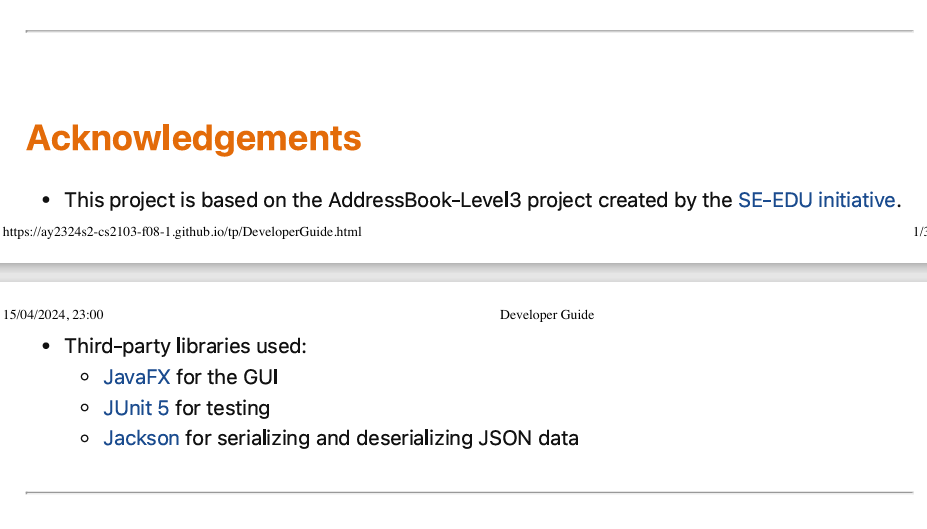 Acknowledgements
• This project is based on the AddressBook-Level3 project created by the SE-EDU initiative.
https://ay2324s2-cs2103-f08-1.github.io/tp/DeveloperGuide.html 1/3
15/04/2024, 23:00 Developer Guide
• Third-party libraries used:
◦ JavaFX for the GUI
◦ JUnit 5 for testing
◦ Jackson for serializing and deserializing JSON data